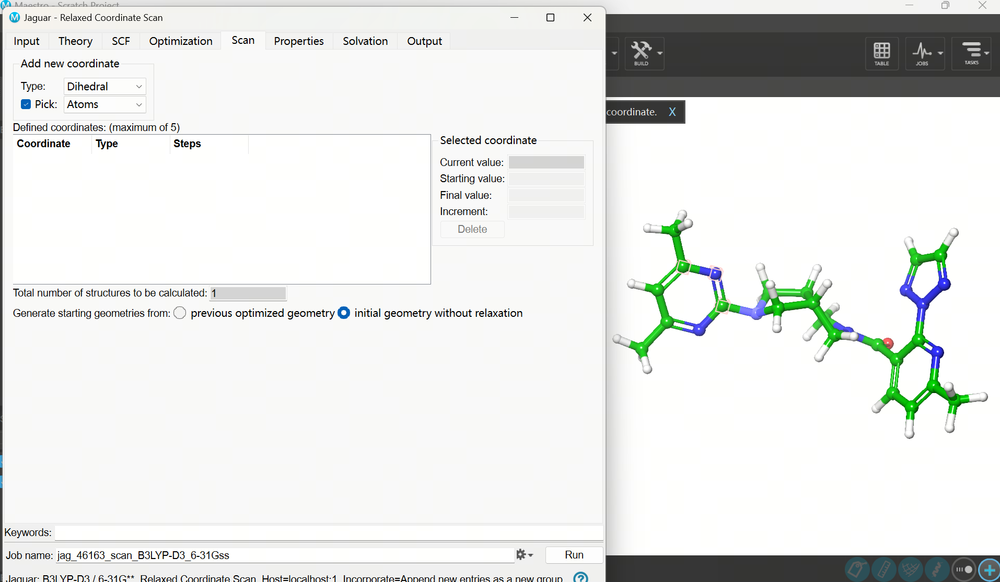 Maestro - Scratch Project
Jaguar - Relaxed Coordinate Scan
Input Theory SCF Optimization Scan Properties Solvation Output
BUILD TABLE JOBS TASKS
Add new coordinate
Type: Dihedral
Pick: Atoms
coordinate. X
Defined coordinates: (maximum of 5)
Coordinate Type Steps
Selected coordinate
Current value:
Starting value:
Final value:
Increment:
Delete
Total number of structures to be calculated: 1
Generate starting geometries from: previous optimized geometry initial geometry without relaxation
Keywords:
Job name: jag_46163_scan_B3LYP-D3_6-31Gss
Run
Jaguar: B3LYP-D3 / 6-31G**, Relaxed Coordinate Scan, Host=localhost:1, Incorporate=Append new entries as a new group